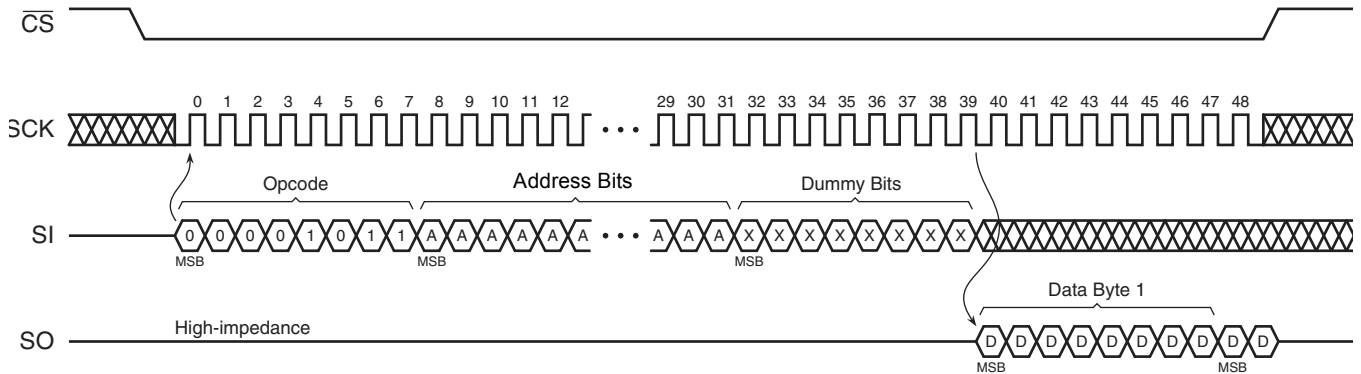 CS
0 1 2 3 4 5 6 7 8 9 10 11 12 29 30 31 32 33 34 35 36 37 38 39 40 41 42 43 44 45 46 47 48
SCK
Opcode Address Bits Dummy Bits
SI 0 0 0 0 1 0 1 1 A A A A A A A A A X X X X X X X X
MSB MSB MSB
Data Byte 1
High-impedance
SO D D D D D D D D D D
MSB MSB